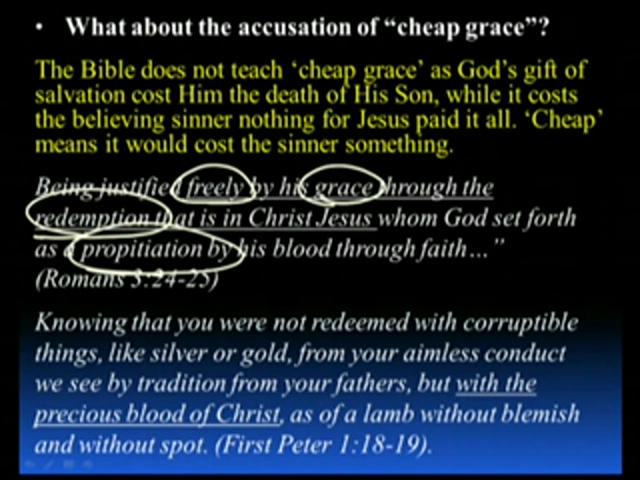 • What about the accusation of “cheap grace”?
The Bible does not teach ‘cheap grace’ as God’s gift of
salvation cost Him the death of His Son, while it costs
the believing sinner nothing for Jesus paid it all. ‘Cheap’
means it would cost the sinner something.
Being justified freely by his grace through the
redemption that is in Christ Jesus whom God set forth
as a propitiation by his blood through faith…”
(Romans 3:24-25)
Knowing that you were not redeemed with corruptible
things, like silver or gold, from your aimless conduct
we see by tradition from your fathers, but with the
precious blood of Christ, as of a lamb without blemish
and without spot. (First Peter 1:18-19).